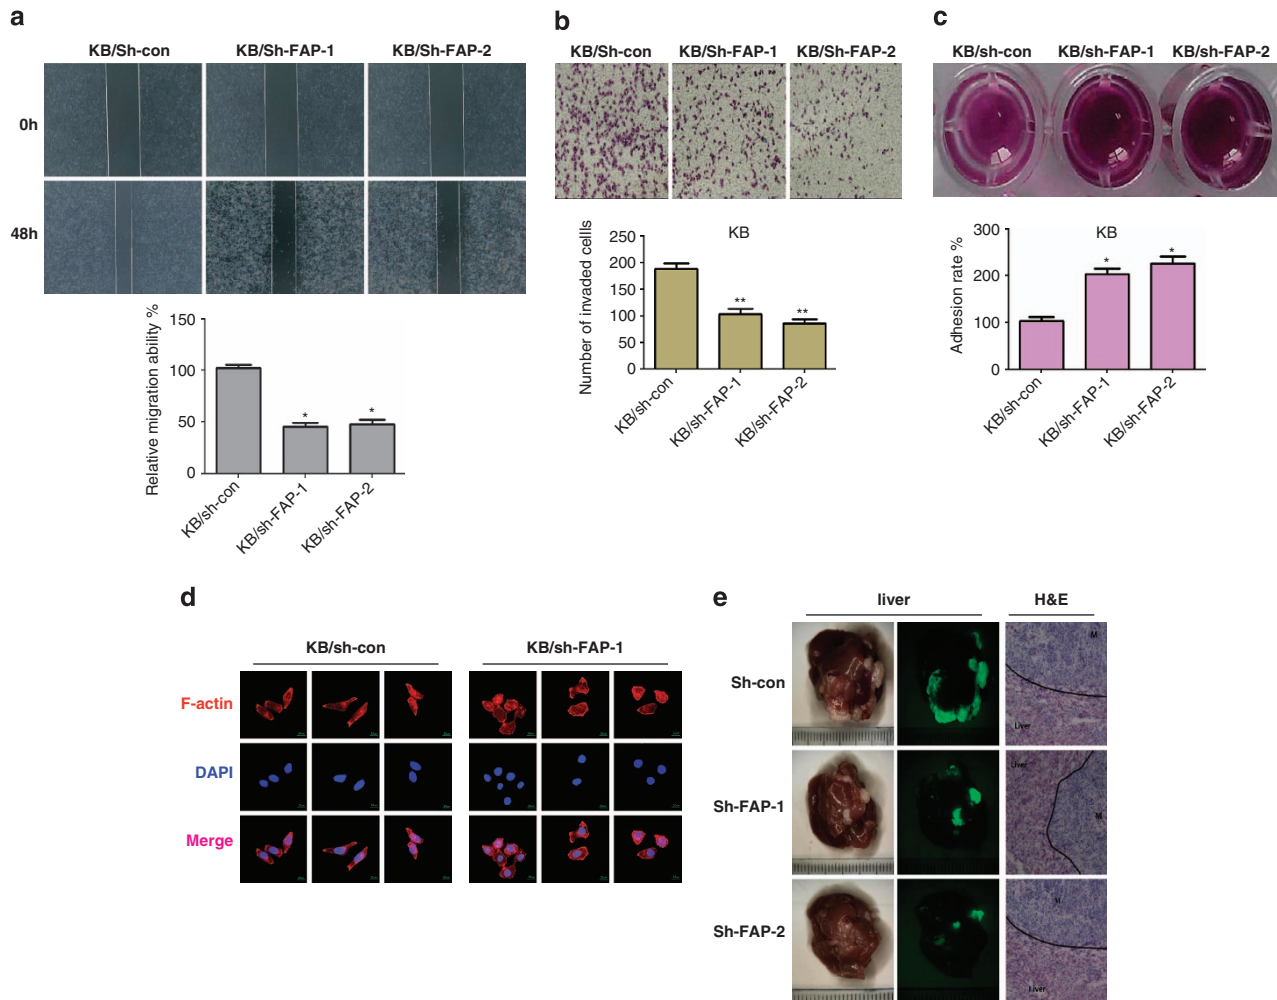 a
KB/Sh-con KB/Sh-FAP-1 KB/Sh-FAP-2
0h
48h
Relative migration ability %
150
100
50
0
* *
KB/sh-con KB/sh-FAP-1 KB/sh-FAP-2
b
KB/Sh-con KB/Sh-FAP-1 KB/Sh-FAP-2
Number of invaded cellls
KB
250
200
150
100
50
0
** **
KB/sh-con KB/sh-FAP-1 KB/sh-FAP-2
c
KB/sh-con KB/sh-FAP-1 KB/sh-FAP-2
Adhesion rate %
KB
300
200
100
0
* *
KB/sh-con KB/sh-FAP-1 KB/sh-FAP-2
d
KB/sh-con KB/sh-FAP-1
F-actin
DAPI
Merge
e
liver H&E
Sh-con
M
Liver
Sh-FAP-1
Liver
M
Sh-FAP-2
M
Liver